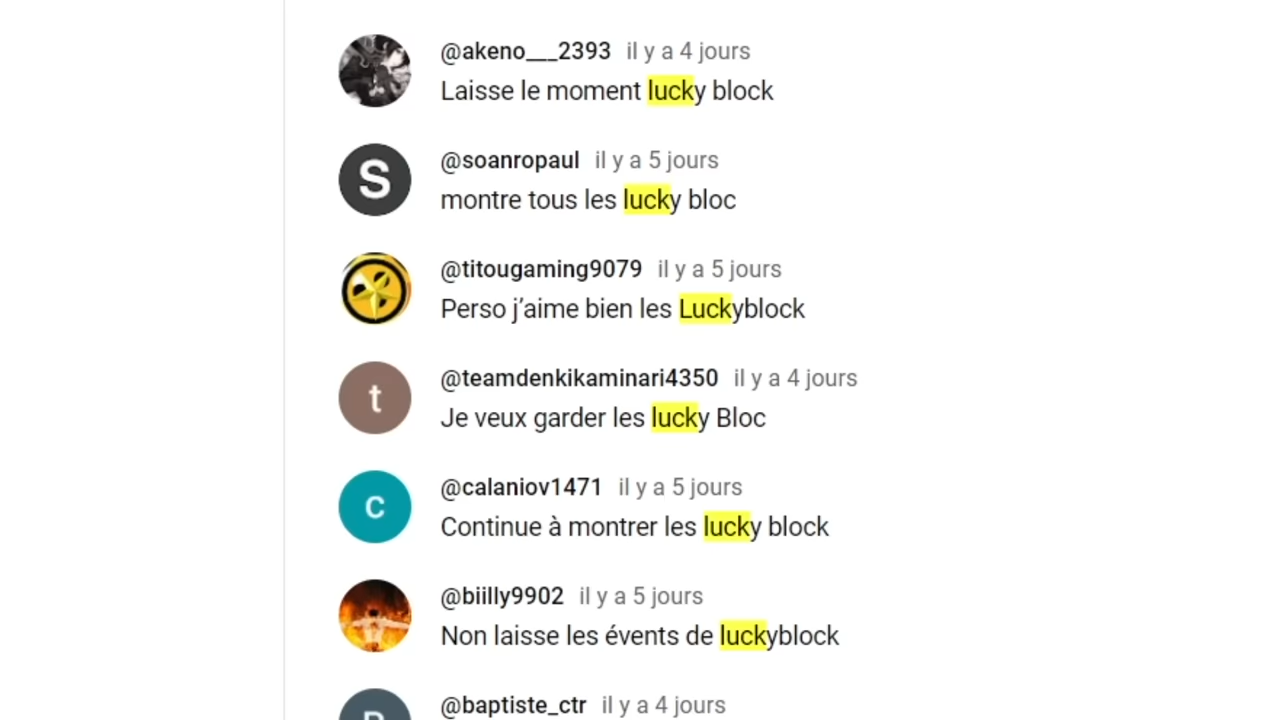 @akeno___2393 il y a 4 jours
Laisse le moment lucky block
S
@soanropaul il y a 5 jours
montre tous les lucky bloc
@titougaming9079 il y a 5 jours
Perso j’aime bien les Luckyblock
t
@teamdenkikaminari4350 il y a 4 jours
Je veux garder les lucky Bloc
c
@calaniov1471 il y a 5 jours
Continue à montrer les lucky block
@biilly9902 il y a 5 jours
Non laisse les évents de luckyblock
@baptiste_ctr il y a 4 jours